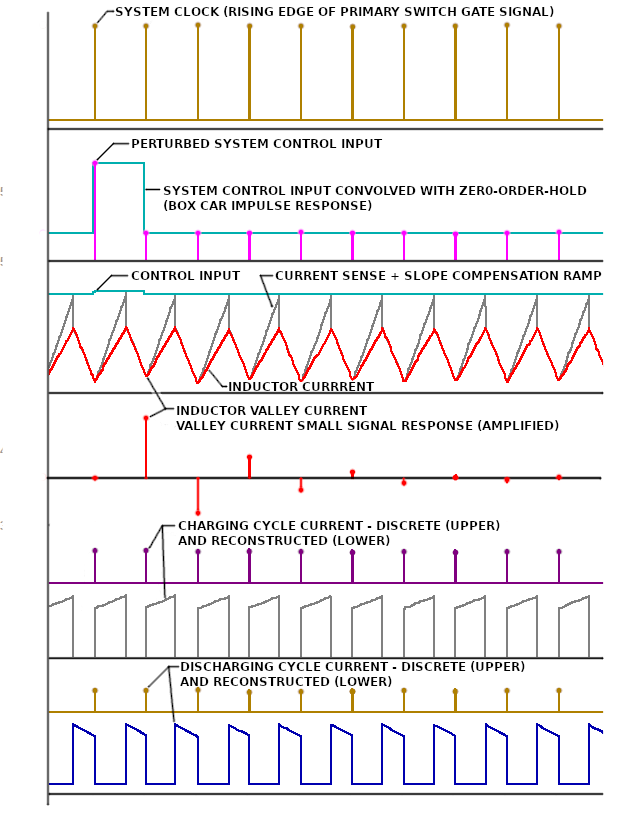 SYSTEM CLOCK (RISING EDGE OF PRIMARY SWITCH GATE SIGNAL)
PERTURBED SYSTEM CONTROL INPUT
SYSTEM CONTROL INPUT CONVOLVED WITH ZER0-ORDER-HOLD
(BOX CAR IMPULSE RESPONSE)
CONTROL INPUT
CURRENT SENSE + SLOPE COMPENSATION RAMP
INDUCTOR CURRRENT
INDUCTOR VALLEY CURRENT
VALLEY CURRENT SMALL SIGNAL RESPONSE (AMPLIFIED)
CHARGING CYCLE CURRENT - DISCRETE (UPPER)
AND RECONSTRUCTED (LOWER)
DISCHARGING CYCLE CURRENT - DISCRETE (UPPER)
AND RECONSTRUCTED (LOWER)